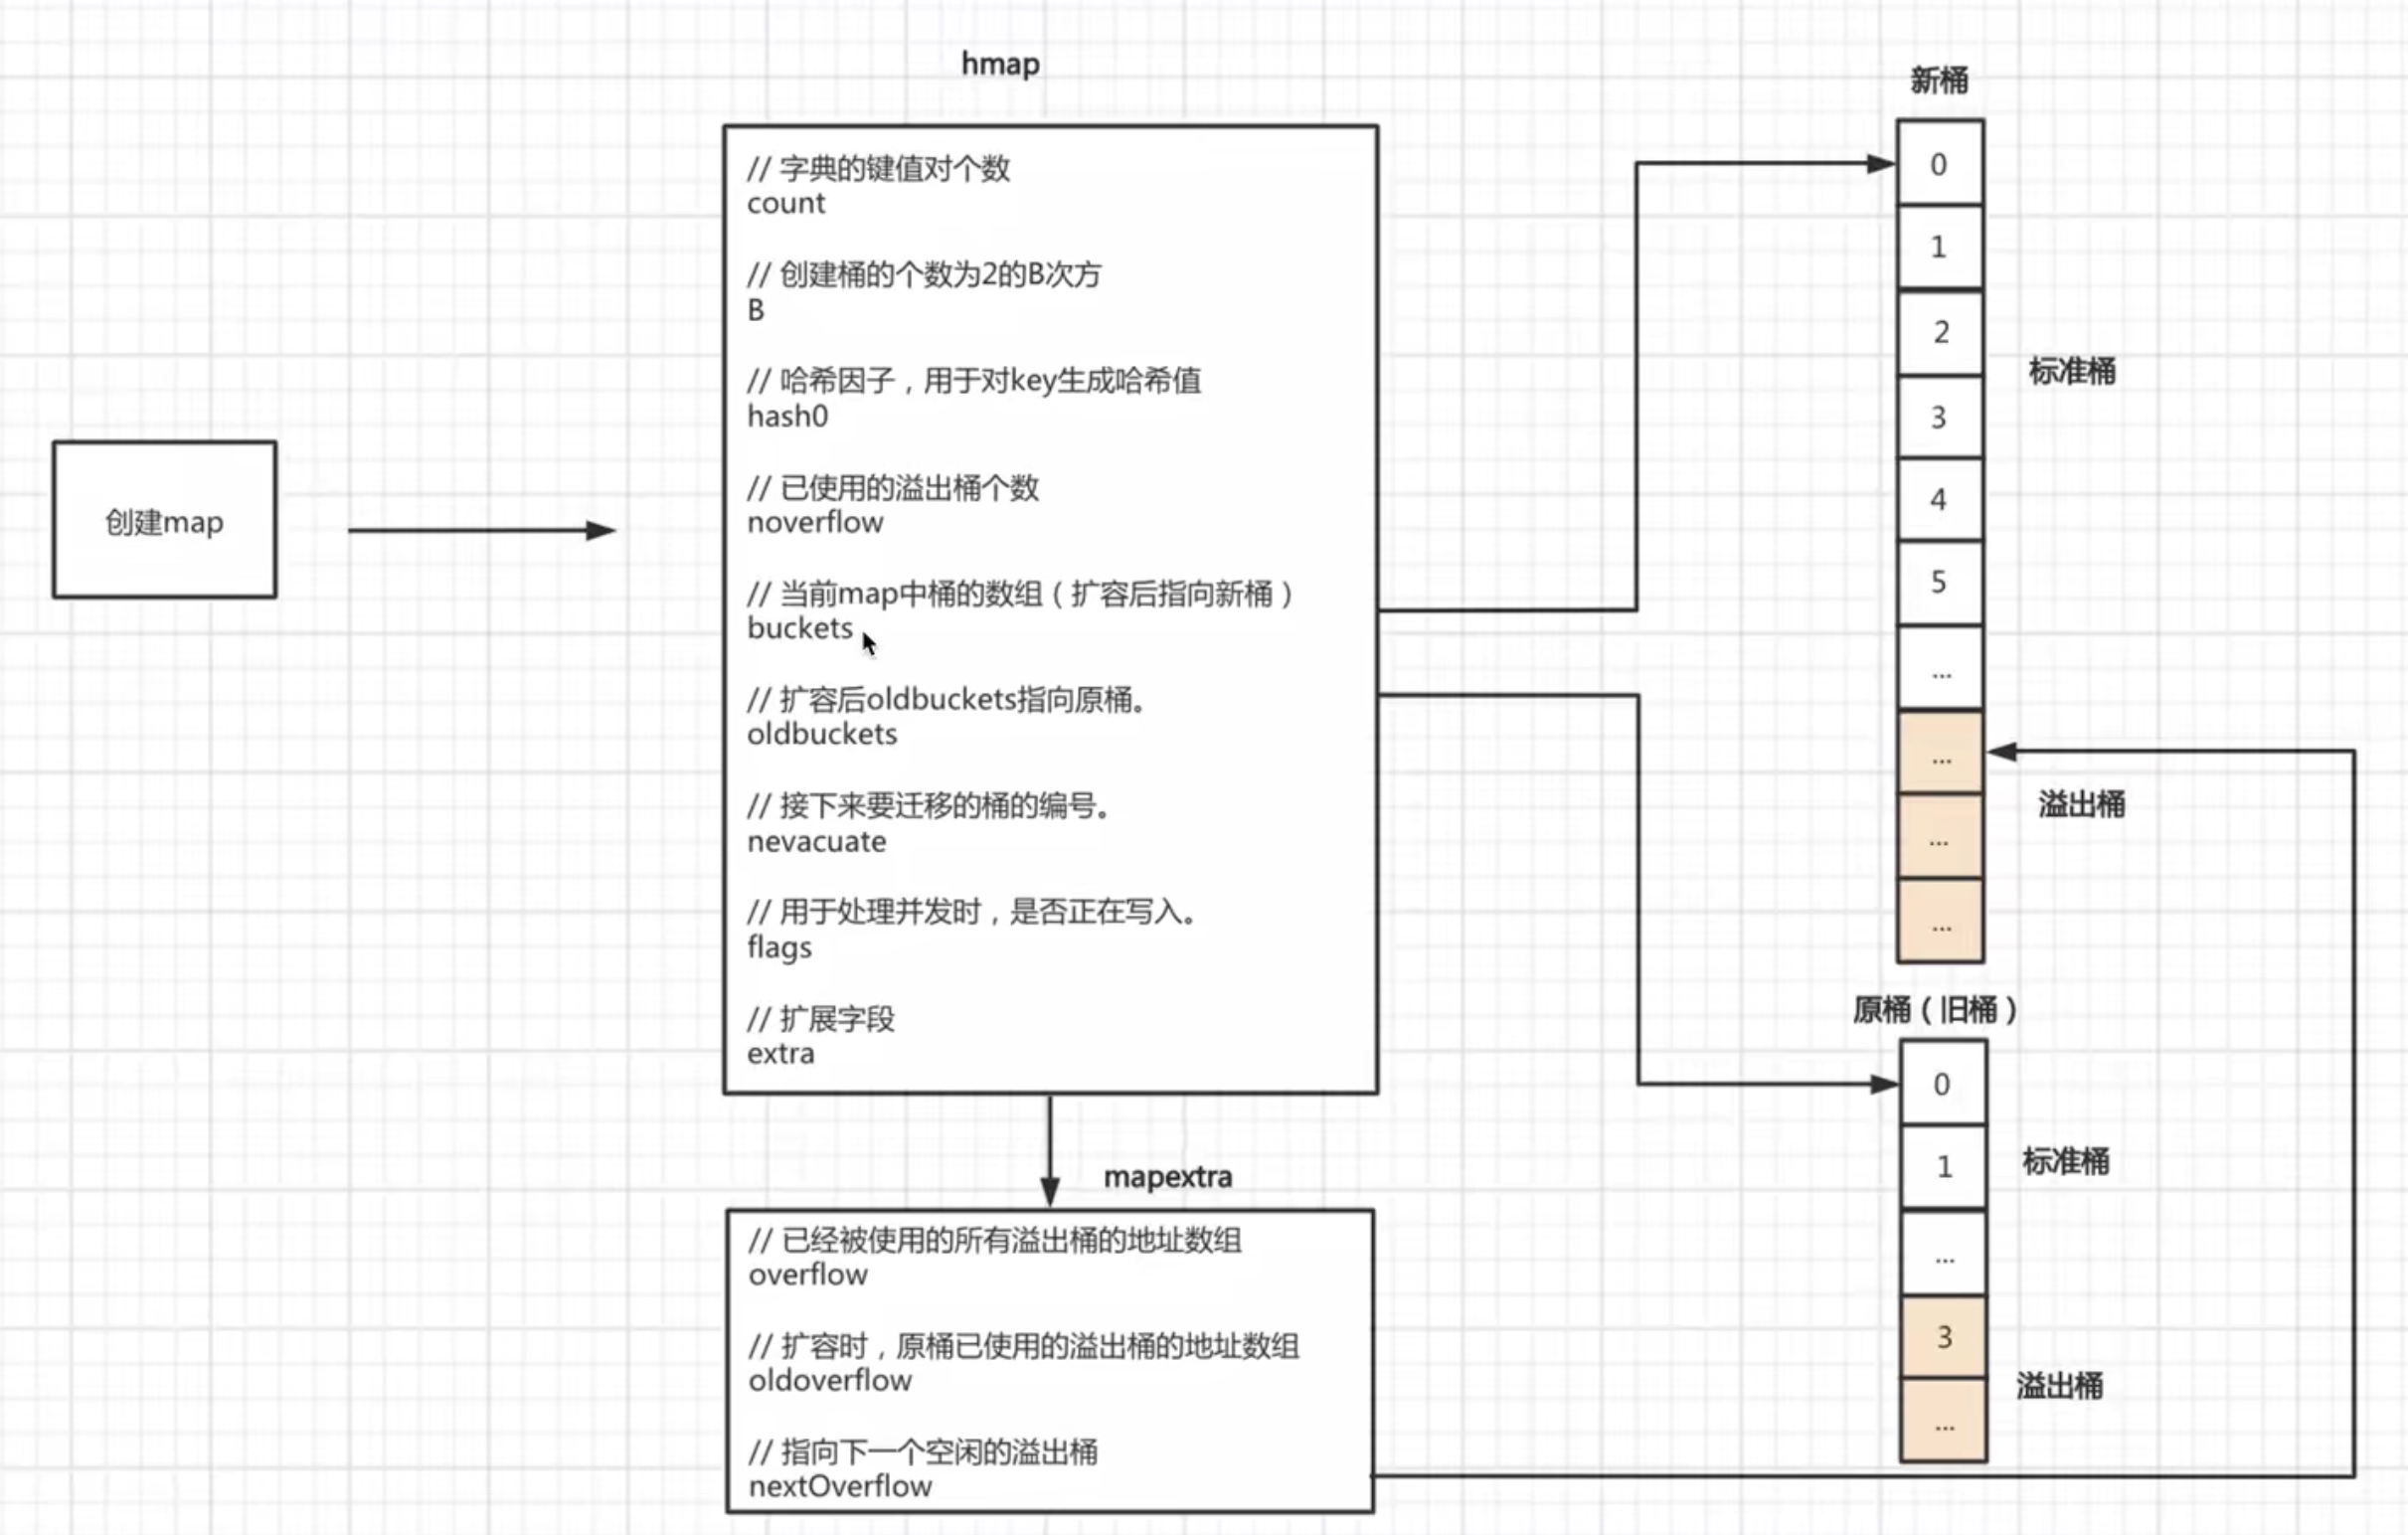 创建map
hmap
// 字典的键值对个数
count
// 创建桶的个数为2的B次方
B
// 哈希因子，用于对key生成哈希值
hash0
// 已使用的溢出桶个数
noverflow
// 当前map中桶的数组（扩容后指向新桶）
buckets
// 扩容后oldbuckets指向原桶。
oldbuckets
// 接下来要迁移的桶的编号。
nevacuate
// 用于处理并发时，是否正在写入。
flags
// 扩展字段
extra
mapextra
// 已经被使用的所有溢出桶的地址数组
overflow
// 扩容时，原桶已使用的溢出桶的地址数组
oldoverflow
// 指向下一个空闲的溢出桶
nextOverflow
新桶
0
1
2
标准桶
3
4
5
...
...
溢出桶
...
...
原桶（旧桶）
0
1
标准桶
...
3
溢出桶
...